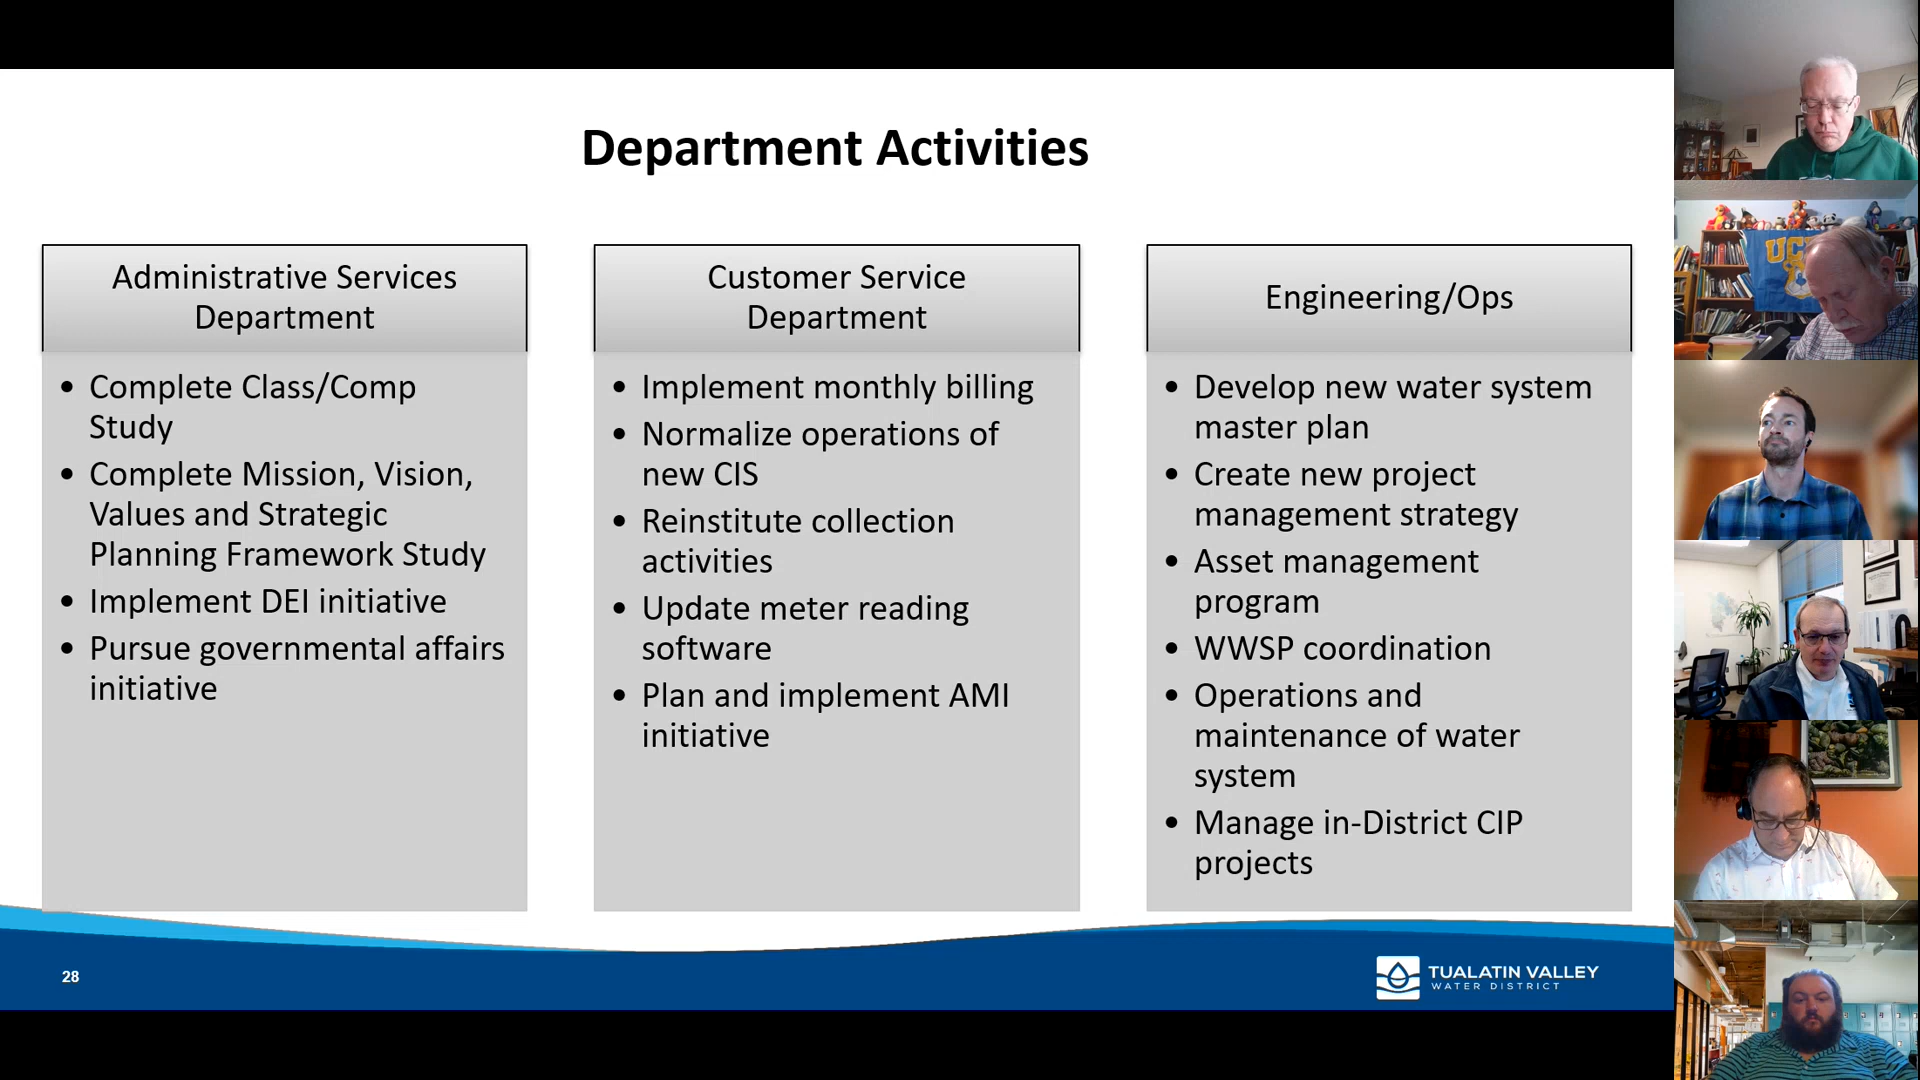 Department Activities
Administrative Services
Department
• Complete Class/Comp
Study
• Complete Mission, Vision,
Values and Strategic
Planning Framework Study
• Implement DEI initiative
• Pursue governmental affairs
initiative
Customer Service
Department
• Implement monthly billing
• Normalize operations of
new CIS
• Reinstitute collection
activities
• Update meter reading
software
• Plan and implement AMI
initiative
Engineering/Ops
• Develop new water system
master plan
• Create new project
management strategy
• Asset management
program
• WWSP coordination
• Operations and
maintenance of water
system
• Manage in-District CIP
projects
28
TUALATIN VALLEY
WATER DISTRICT